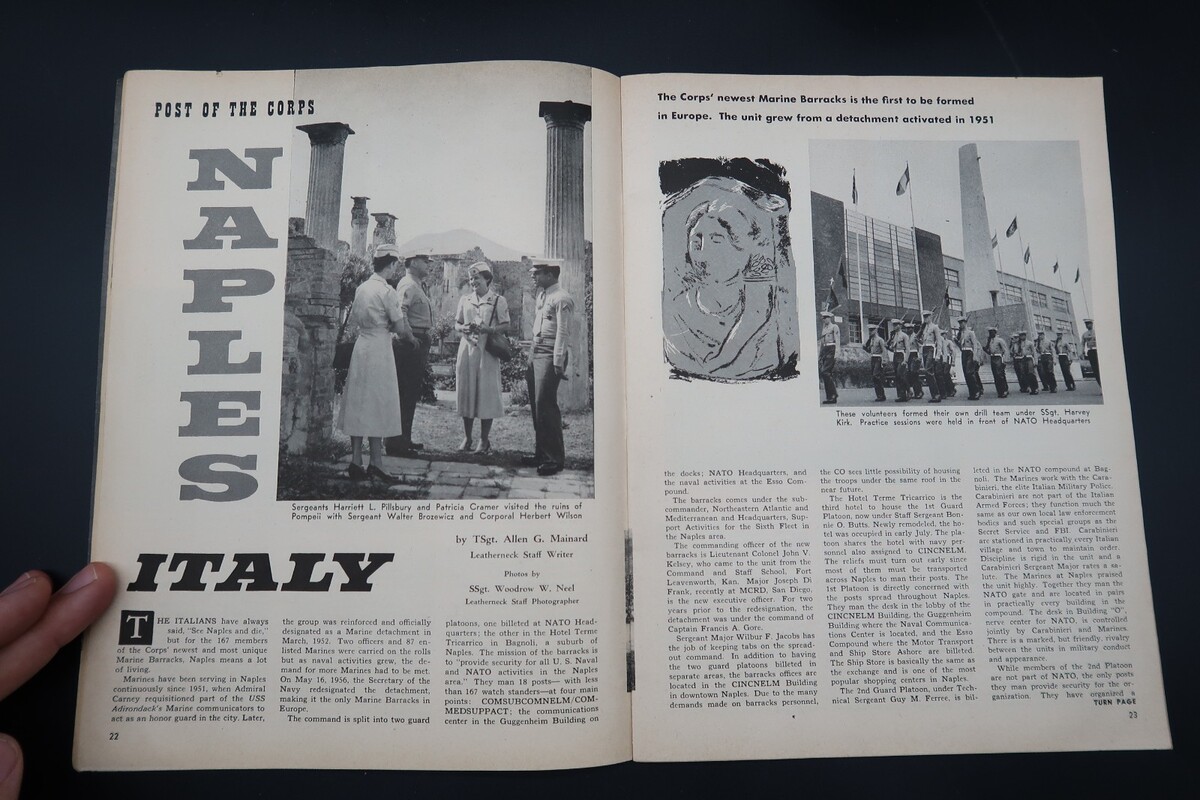 POST OF THE CORPS
NAPLES
ITALY
Sergeants Harriott L. Pillsbury and Patricia Cramer visited the ruins of
Pompeii with Sergeant Walter Brozewicz and Corporal Herbert Wilson
by TSgt. Allen G. Mainard
Leatherneck Staff Writer
Photos by
SSgt. Woodrow W. Neel
Leatherneck Staff Photographer
THE ITALIANS have always
said, "See Naples and die,"
but for the 167 members
of the Corps' newest and most unique
Marine Barracks, Naples means a lot
of living.
Marines have been serving in Naples
continuously since 1951, when Admiral
Carney requisitioned part of the USS
Adirondack's Marine communicators to
act as an honor guard in the city. Later,
the group was reinforced and officially
designated as a Marine detachment in
March, 1952. Two officers and 87 en-
listed Marines were carried on the rolls
but as naval activities grew, the de-
mand for more Marines had to be met.
On May 16, 1956, the Secretary of the
Navy redesignated the detachment,
making it the only Marine Barracks in
Europe.
The command is split into two guard
platoons, one billeted at NATO Head-
quarters; the other in the Hotel Terme
Tricarrico in Bagnoli, a suburb of
Naples. The mission of the barracks is
to "provide security for all U. S. Naval
and NATO activities in the Naples
area." They man 18 posts—with less
than 167 watch standers—at four main
points: COMSUBCOMNELM/COM-
MEDSUPPACT; the communications
center in the Guggenheim Building on
22
The Corps' newest Marine Barracks is the first to be formed
in Europe. The unit grew from a detachment activated in 1951
These volunteers formed their own drill team under SSgt. Harvey
Kirk. Practice sessions were held in front of NATO Headquarters
the docks; NATO Headquarters, and
the naval activities at the Esso Com-
pound.
The barracks comes under the sub-
commander, Northeastern Atlantic and
Mediterranean and Headquarters, Sup-
port Activities for the Sixth Fleet in
the Naples area.
The commanding officer of the new
barracks is Lieutenant Colonel John V.
Kelsey, who came to the unit from the
Command and Staff School, Fort
Leavenworth, Kan. Major Joseph Di
Frank, recently at MCRD, San Diego,
is the new executive officer. For two
years prior to the redesignation, the
detachment was under the command of
Captain Francis A. Gore.
Sergeant Major Wilbur F. Jacobs has
the job of keeping tabs on the spread-
out command. In addition to having
the two guard platoons billeted in
separate areas, the barracks offices are
located in the CINCNELM Building
in downtown Naples. Due to the many
demands made on barracks personnel,
the CO sees little possibility of housing
the troops under the same roof in the
near future.
The Hotel Terme Tricarrico is the
third hotel to house the 1st Guard
Platoon, now under Staff Sergeant Bon-
nie O. Butts. Newly remodeled, the ho-
tel was occupied in early July. The pla-
toon shares the hotel with navy per-
sonnel also assigned to CINCNELM.
The reliefs must turn out early since
most of them must be transported
across Naples to man their posts. The
1st Platoon is directly concerned with
the posts spread throughout Naples.
They man the desk in the lobby of the
CINCNELM Building, the Guggenheim
Building where the Naval Communica-
tions Center is located, and the Esso
Compound where the Motor Transport
and Ship Store Ashore are billeted.
The Ship Store is basically the same as
the exchange and is one of the most
popular shopping centers in Naples.
The 2nd Guard Platoon, under Tech-
nical Sergeant Guy M. Ferree, is bil-
leted in the NATO compound at Bag-
noli. The Marines work with the Cara-
binieri, the elite Italian Military Police.
Carabinieri are not part of the Italian
Armed Forces; they function much the
same as our own local law enforcement
bodies and such special groups as the
Secret Service and FBI. Carabinieri
are stationed in practically every Italian
village and town to maintain order.
Discipline is rigid in the unit and a
Carabinieri Sergeant Major rates a sa-
lute. The Marines at Naples praised
the unit highly. Together they man the
NATO gate and are located in pairs
in practically every building in the
compound. The desk in Building "O",
nerve center for NATO, is controlled
jointly by Carabinieri and Marines.
There is a marked, but friendly, rivalry
between the units in military conduct
and appearance.
While members of the 2nd Platoon
are not part of NATO, the only posts
they man provide security for the or-
ganization. They have organized a
TURN PAGE
23